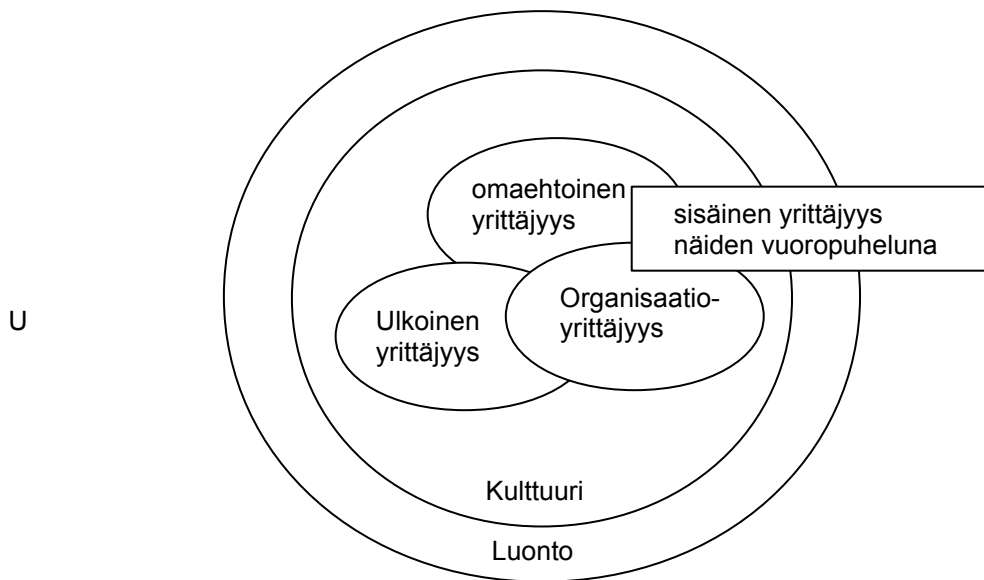 omaehtoinen
yrittäjyys
sisäinen yrittäjyys
näiden vuoropuheluna
U
Ulkoinen
yrittäjyys
Organisaatio-
yrittäjyys
Kulttuuri
Luonto